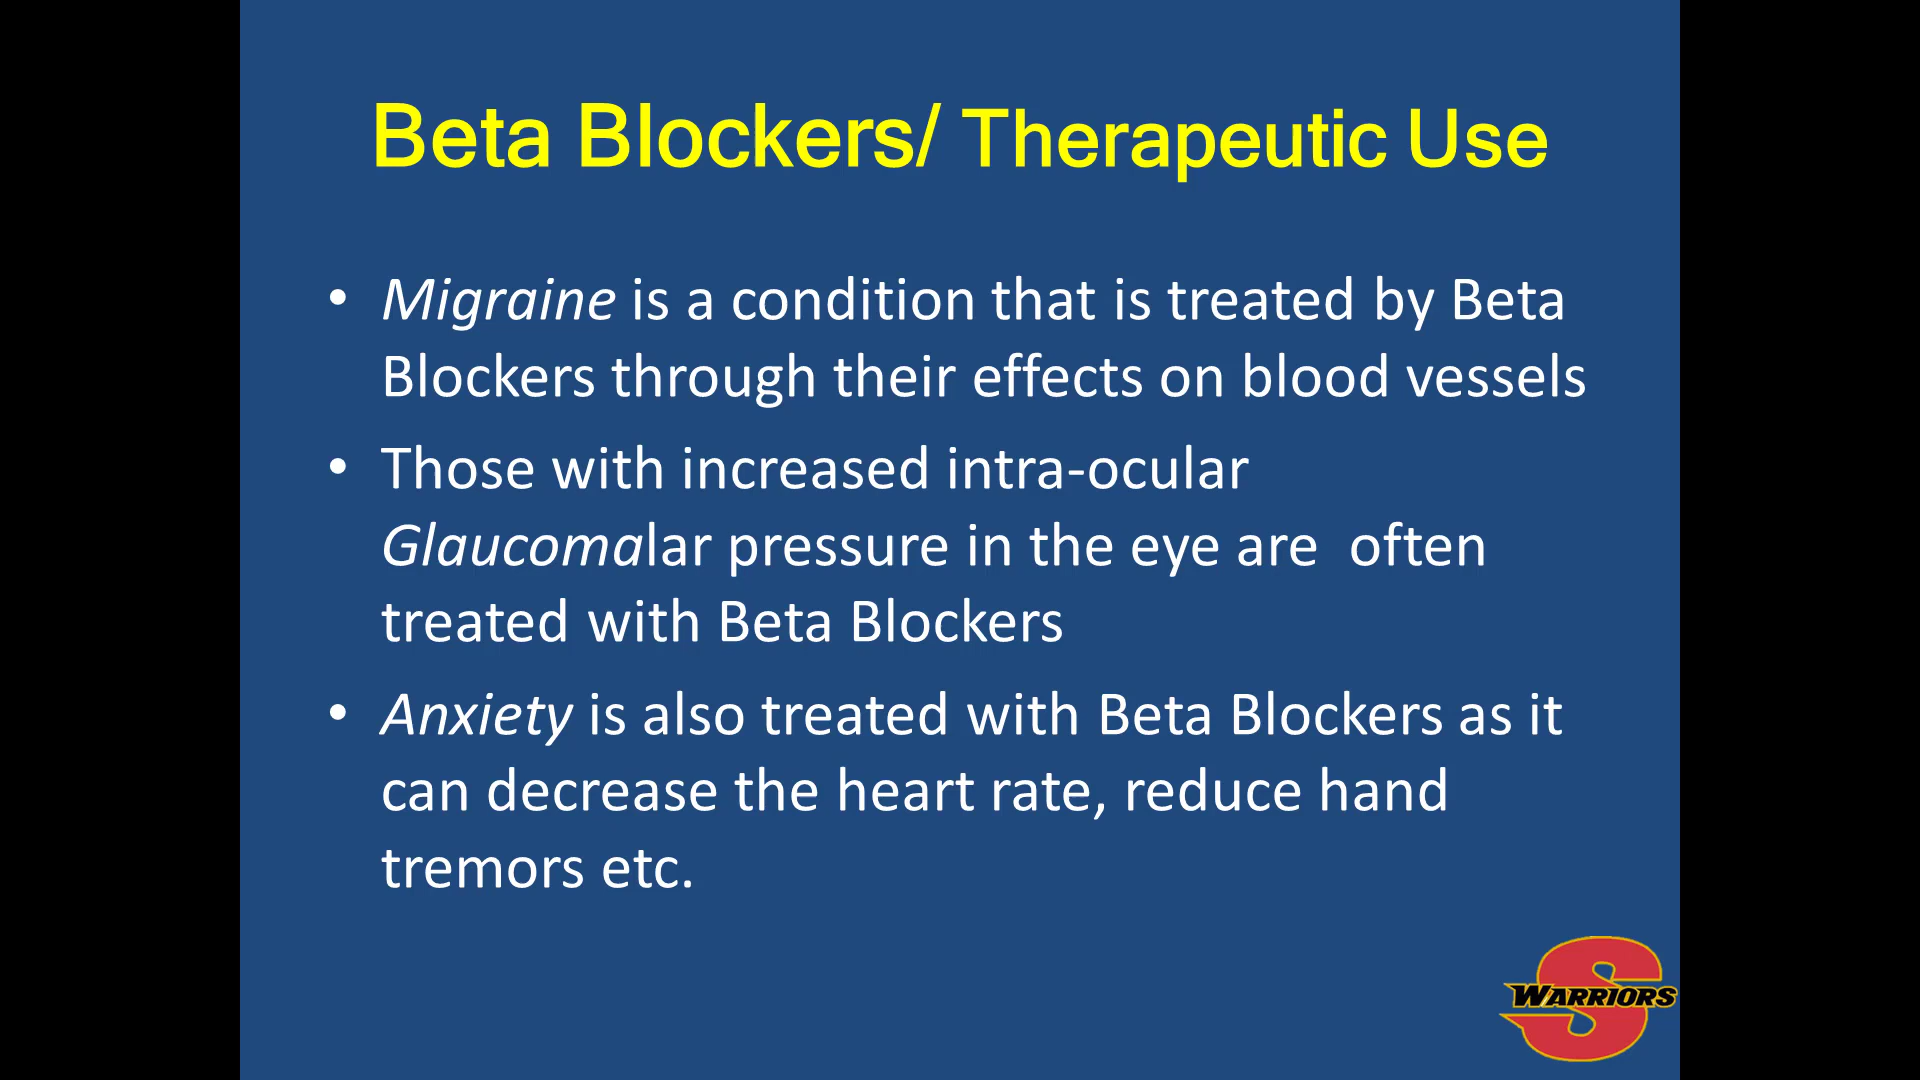 Beta Blockers/ Therapeutic Use
• Migraine is a condition that is treated by Beta
Blockers through their effects on blood vessels
• Those with increased intra-ocular
Glaucomalar pressure in the eye are  often
treated with Beta Blockers
• Anxiety is also treated with Beta Blockers as it
can decrease the heart rate, reduce hand
tremors etc.
S
WARRIORS